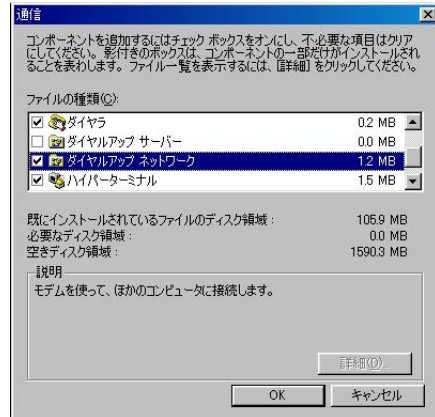 通信
コンポーネントを追加するにはチェック ボックスをオンにし、不必要な項目はクリア
にしてください。影付きのボックスは、コンポーネントの一部だけがインストールされ
ることを表わします。ファイル一覧を表示するには、[詳細] をクリックしてください。
ファイルの種類(C):
ダイヤラ 0.2 MB
ダイヤルアップ サーバー 0.0 MB
ダイヤルアップ ネットワーク 1.2 MB
ハイパーターミナル 1.5 MB
既にインストールされているファイルのディスク領域 : 105.9 MB
必要なディスク領域 : 0.0 MB
空きディスク領域 : 1590.3 MB
説明
モデムを使って、ほかのコンピュータに接続します。
詳細(D)...
OK キャンセル